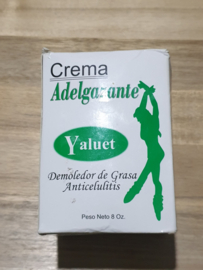 Crema
Adelgazante
Yaluet
Demoledor de Grasa
Anticelulitis
Peso Neto 8 Oz.